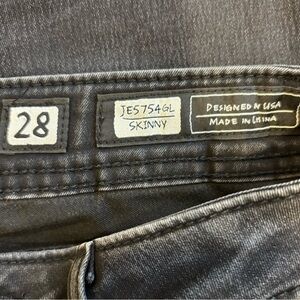 28
JE5754GL
SKINNY
DESIGNED IN USA
MADE IN CHINA